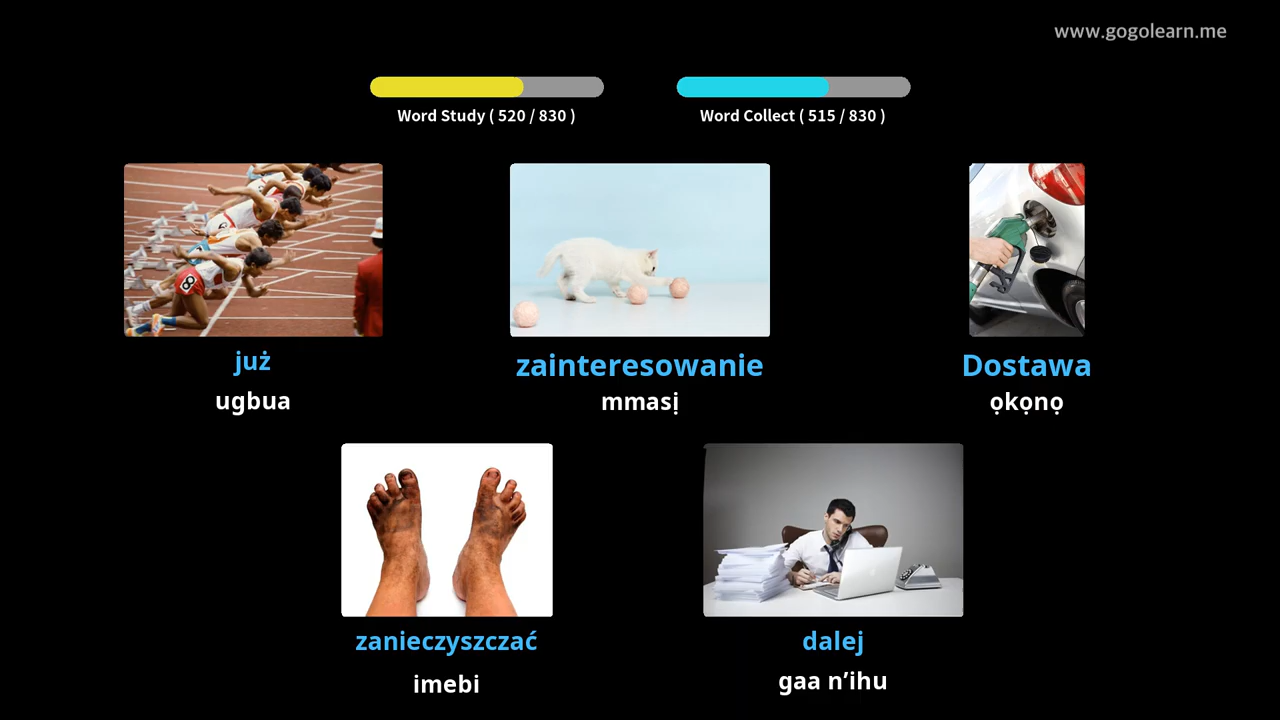 www.gogolearn.me
Word Study ( 520 / 830 )
Word Collect ( 515 / 830 )
już
zainteresowanie
Dostawa
ugbua
mmasị
ọkọnọ
8
zanieczyszczać
dalej
imebi
gaa n’ihu